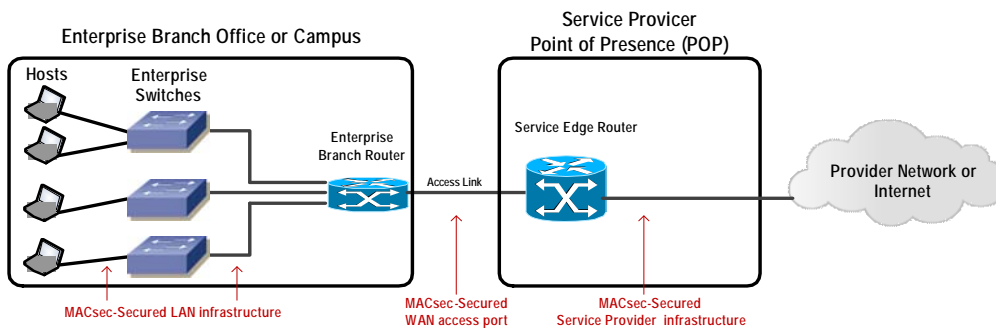 Enterprise Branch Office or Campus
Service Provicer
Point of Presence (POP)
Hosts
Enterprise
Switches
Enterprise
Branch Router
Access Link
Service Edge Router
Provider Network or
Internet
MACsec-Secured LAN infrastructure
MACsec-Secured
WAN access port
MACsec-Secured
Service Provider infrastructure